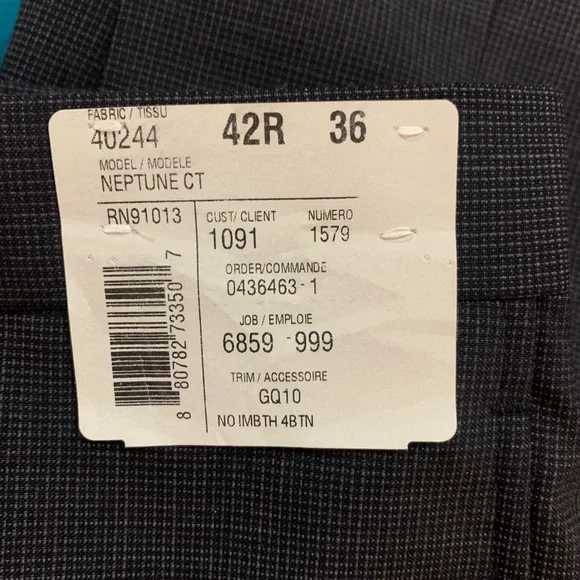 FABRIC / TISSU
40244 42R 36
MODEL / MODELE
NEPTUNE CT
RN91013
CUST/ CLIENT NUMERO
1091 1579
ORDER/COMMANDE
0436463-1
JOB / EMPLOIE
6859 -999
TRIM / ACCESSOIRE
GQ10
NO IMBTH 4BTN
8 80782 73350 7